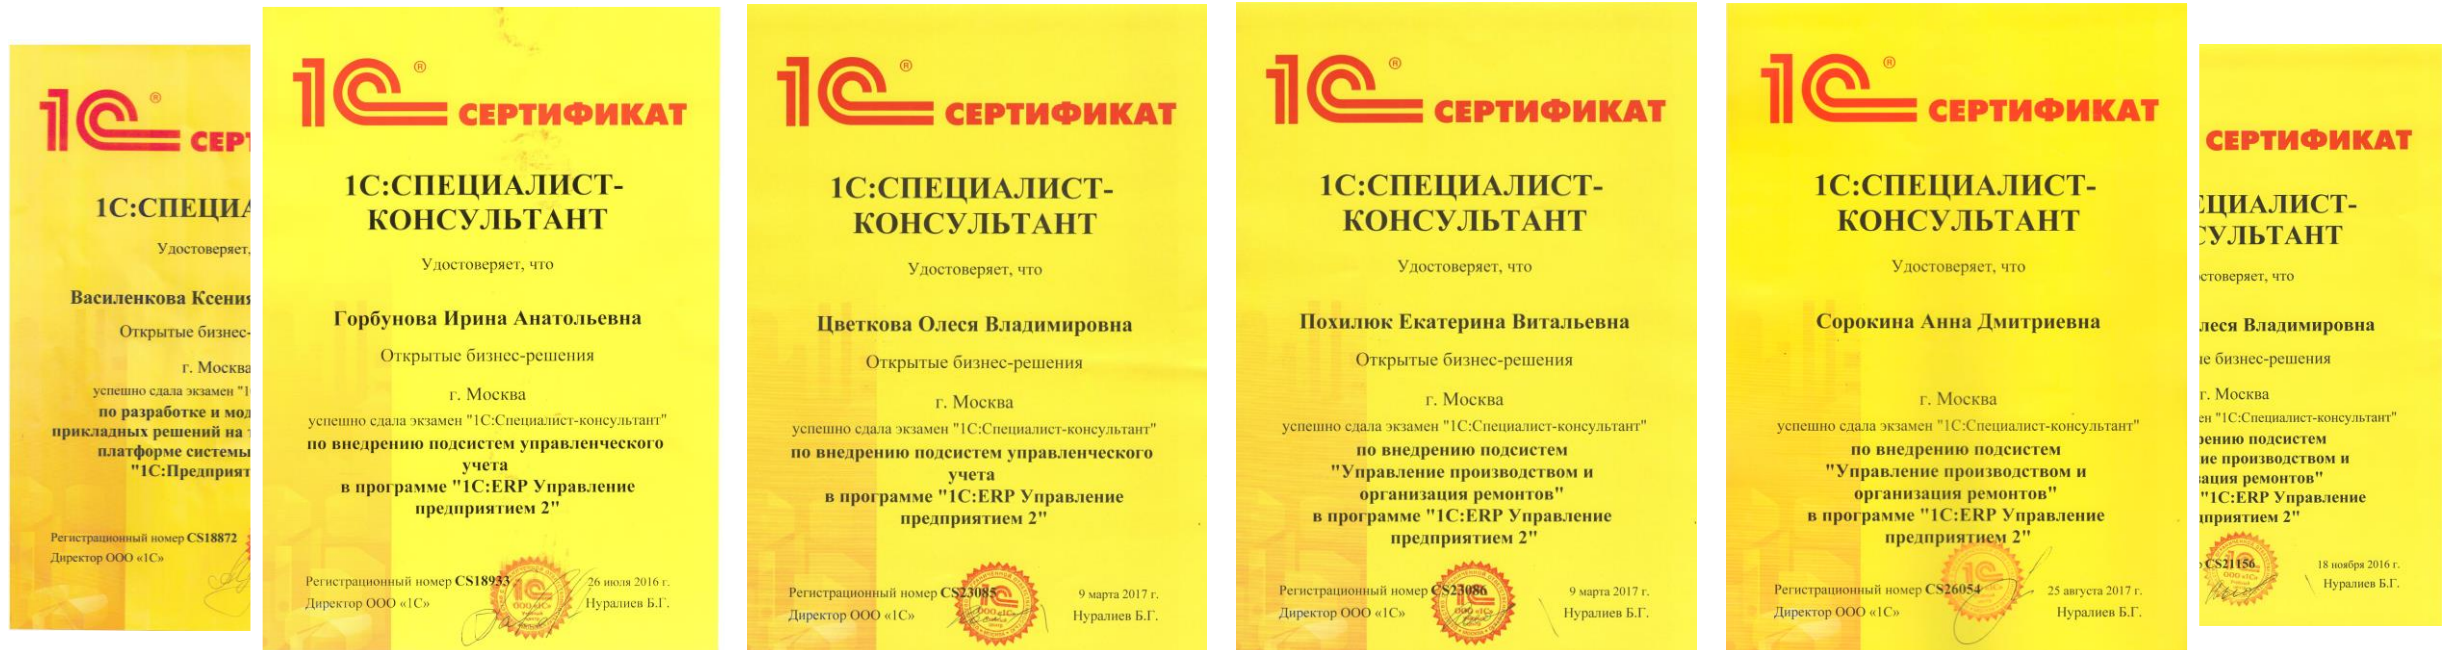 1С®
СЕРТ
1С:СПЕЦИА
Удостоверяет,
Василенкова Ксения
Открытые бизнес-
г. Москва
успешно сдала экзамен "1
по разработке и мод
прикладных решений на т
платформе системы
"1С:Предприят
Регистрационный номер CS18872
Директор ООО «1С»
1С®
СЕРТИФИКАТ
1С:СПЕЦИАЛИСТ-
КОНСУЛЬТАНТ
Удостоверяет, что
Горбунова Ирина Анатольевна
Открытые бизнес-решения
г. Москва
успешно сдала экзамен "1С:Специалист-консультант"
по внедрению подсистем управленческого
учета
в программе "1С:ERP Управление
предприятием 2"
Регистрационный номер CS18933 26 июля 2016 г.
Директор ООО «1С» Нуралиев Б.Г.
1С®
СЕРТИФИКАТ
1С:СПЕЦИАЛИСТ-
КОНСУЛЬТАНТ
Удостоверяет, что
Цветкова Олеся Владимировна
Открытые бизнес-решения
г. Москва
успешно сдала экзамен "1С:Специалист-консультант"
по внедрению подсистем управленческого
учета
в программе "1С:ERP Управление
предприятием 2"
Регистрационный номер CS23085 9 марта 2017 г.
Директор ООО «1С» Нуралиев Б.Г.
1С®
СЕРТИФИКАТ
1С:СПЕЦИАЛИСТ-
КОНСУЛЬТАНТ
Удостоверяет, что
Похилюк Екатерина Витальевна
Открытые бизнес-решения
г. Москва
успешно сдала экзамен "1С:Специалист-консультант"
по внедрению подсистем
"Управление производством и
организация ремонтов"
в программе "1С:ERP Управление
предприятием 2"
Регистрационный номер CS23086 9 марта 2017 г.
Директор ООО «1С» Нуралиев Б.Г.
1С®
СЕРТИФИКАТ
1С:СПЕЦИАЛИСТ-
КОНСУЛЬТАНТ
Удостоверяет, что
Сорокина Анна Дмитриевна
г. Москва
успешно сдала экзамен "1С:Специалист-консультант"
по внедрению подсистем
"Управление производством и
организация ремонтов"
в программе "1С:ERP Управление
предприятием 2"
Регистрационный номер CS26054 25 августа 2017 г.
Директор ООО «1С» Нуралиев Б.Г.
СЕРТИФИКАТ
ЕЦИАЛИСТ-
СУЛЬТАНТ
остоверяет, что
леся Владимировна
ие бизнес-решения
г. Москва
ен "1С:Специалист-консультант"
рению подсистем
ие производством и
зация ремонтов"
"1С:ERP Управление
дприятием 2"
CS21156 18 ноября 2016 г.
Нуралиев Б.Г.